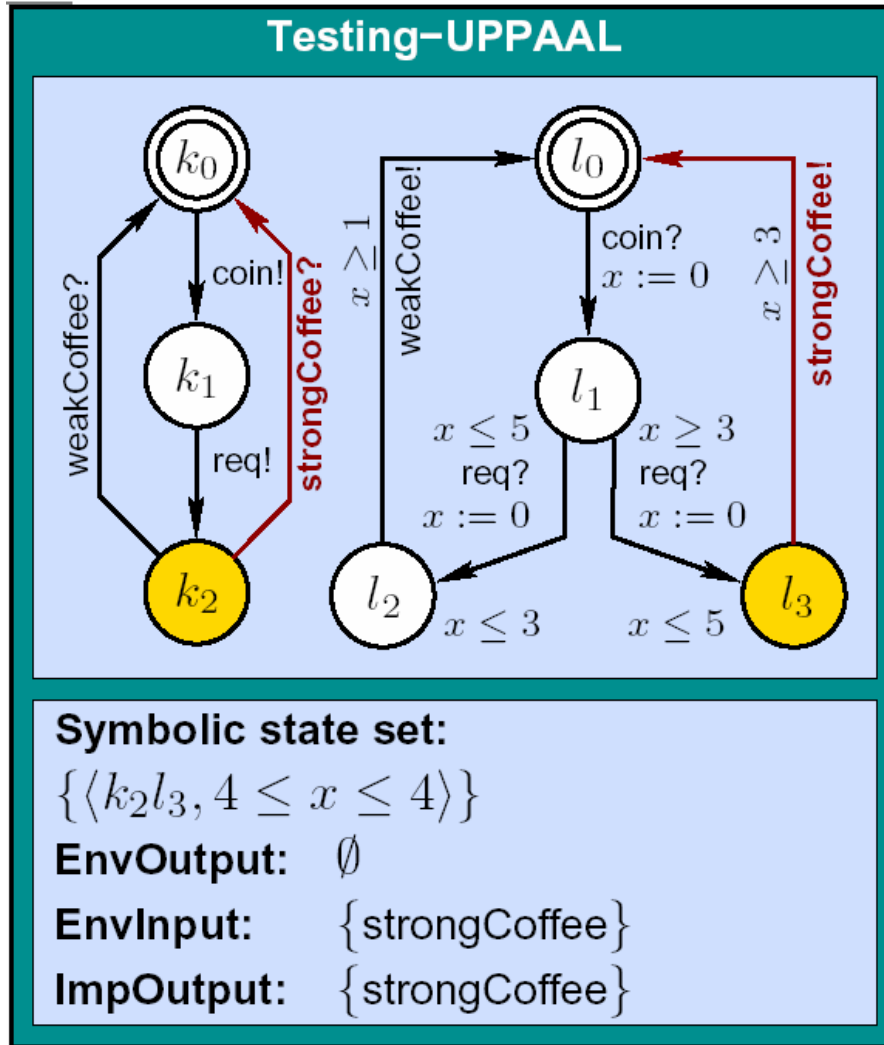 Testing−UPPAAL
k0
coin!
k1
req!
k2
weakCoffee?
strongCoffee?
l0
coin?
x := 0
l1
x ≤ 5
req?
x := 0
x ≥ 3
req?
x := 0
l2
x ≤ 3
l3
x ≤ 5
x ≥ 1
weakCoffee!
x ≥ 3
strongCoffee!
Symbolic state set:
{⟨k2l3, 4 ≤ x ≤ 4⟩}
EnvOutput: ∅
EnvInput: {strongCoffee}
ImpOutput: {strongCoffee}